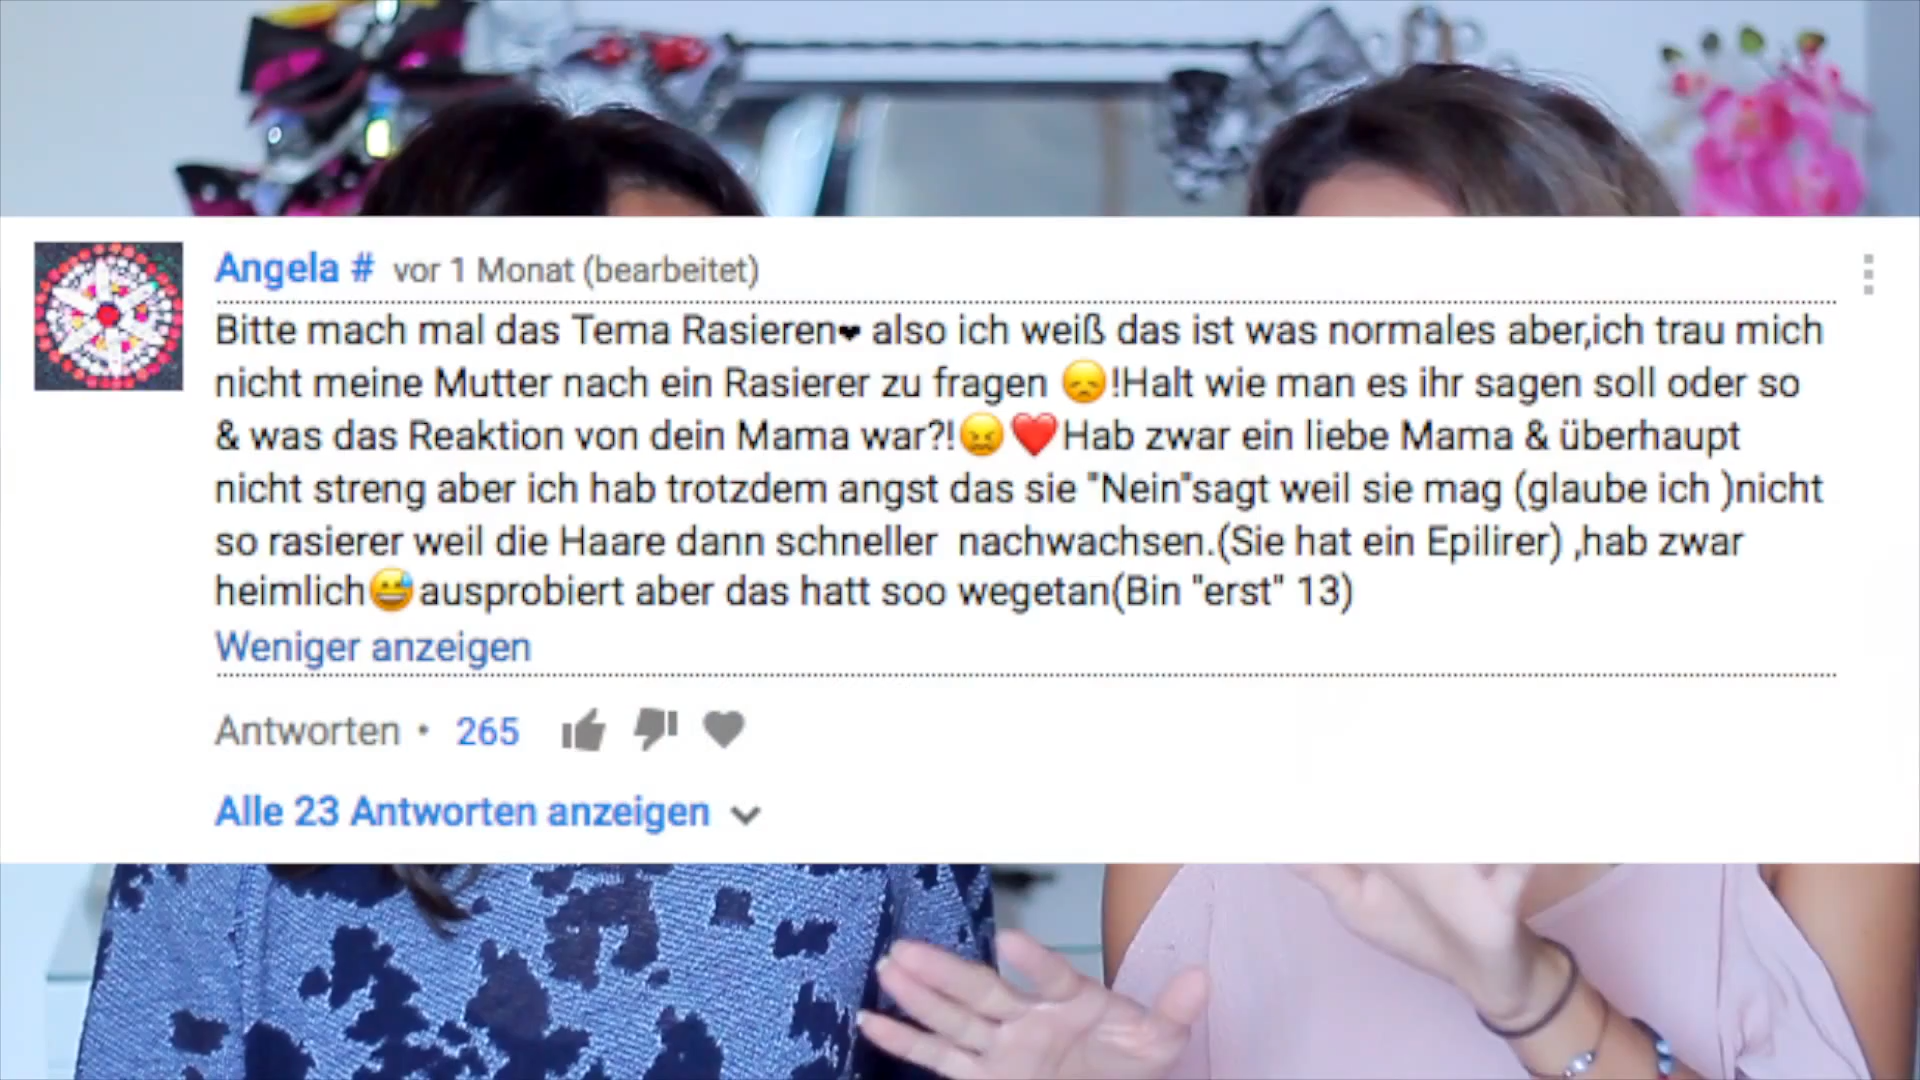 Angela # vor 1 Monat (bearbeitet)
Bitte mach mal das Tema Rasieren❤ also ich weiß das ist was normales aber,ich trau mich
nicht meine Mutter nach ein Rasierer zu fragen 😞!Halt wie man es ihr sagen soll oder so
& was das Reaktion von dein Mama war?!😖❤️Hab zwar ein liebe Mama & überhaupt
nicht streng aber ich hab trotzdem angst das sie "Nein"sagt weil sie mag (glaube ich )nicht
so rasierer weil die Haare dann schneller  nachwachsen.(Sie hat ein Epilirer) ,hab zwar
heimlich😅ausprobiert aber das hatt soo wegetan(Bin "erst" 13)
Weniger anzeigen
Antworten • 265
Alle 23 Antworten anzeigen